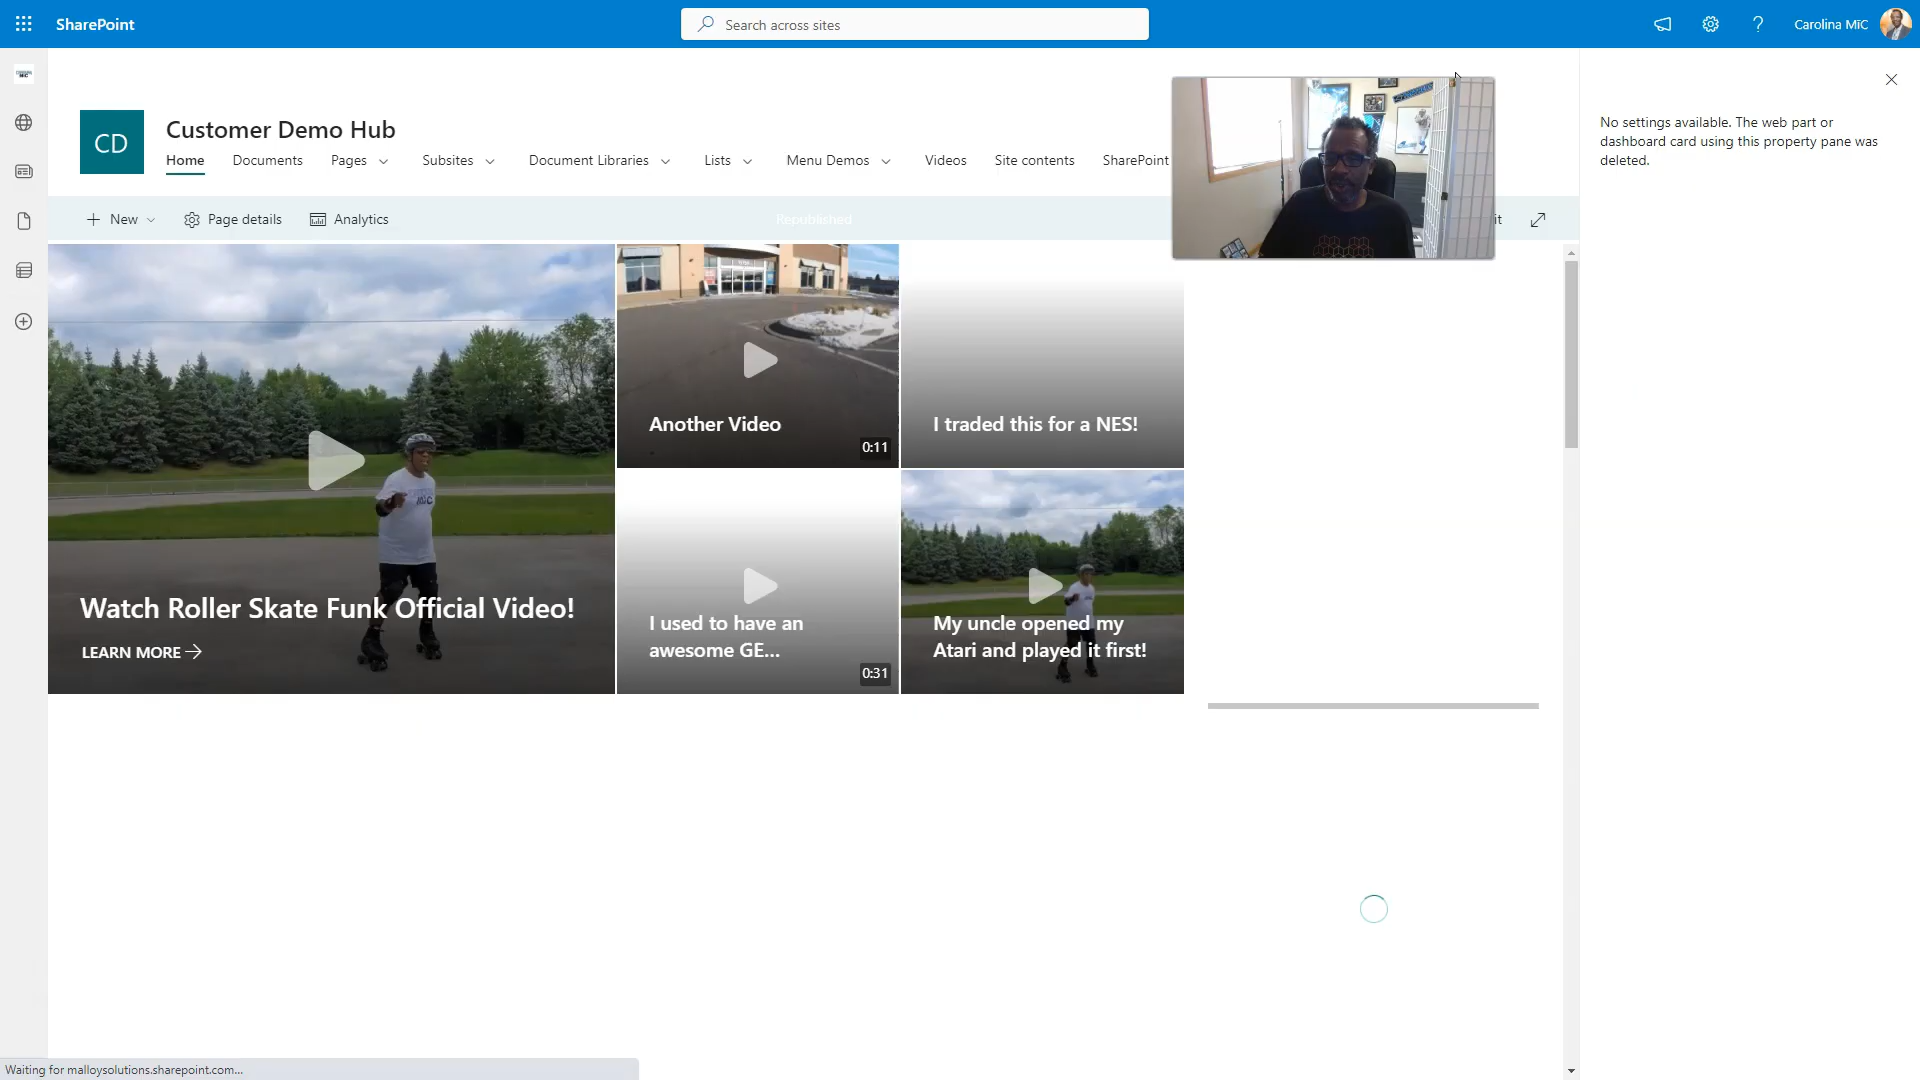 SharePoint
Search across sites
Carolina MiC
CD
Customer Demo Hub
Home
Documents
Pages
Subsites
Document Libraries
Lists
Menu Demos
Videos
Site contents
SharePoint
New
Page details
Analytics
Republished
it
No settings available. The web part or
dashboard card using this property pane was
deleted.
Another Video
0:11
I traded this for a NES!
Watch Roller Skate Funk Official Video!
LEARN MORE
I used to have an
awesome GE...
0:31
My uncle opened my
Atari and played it first!
Waiting for malloysolutions.sharepoint.com...